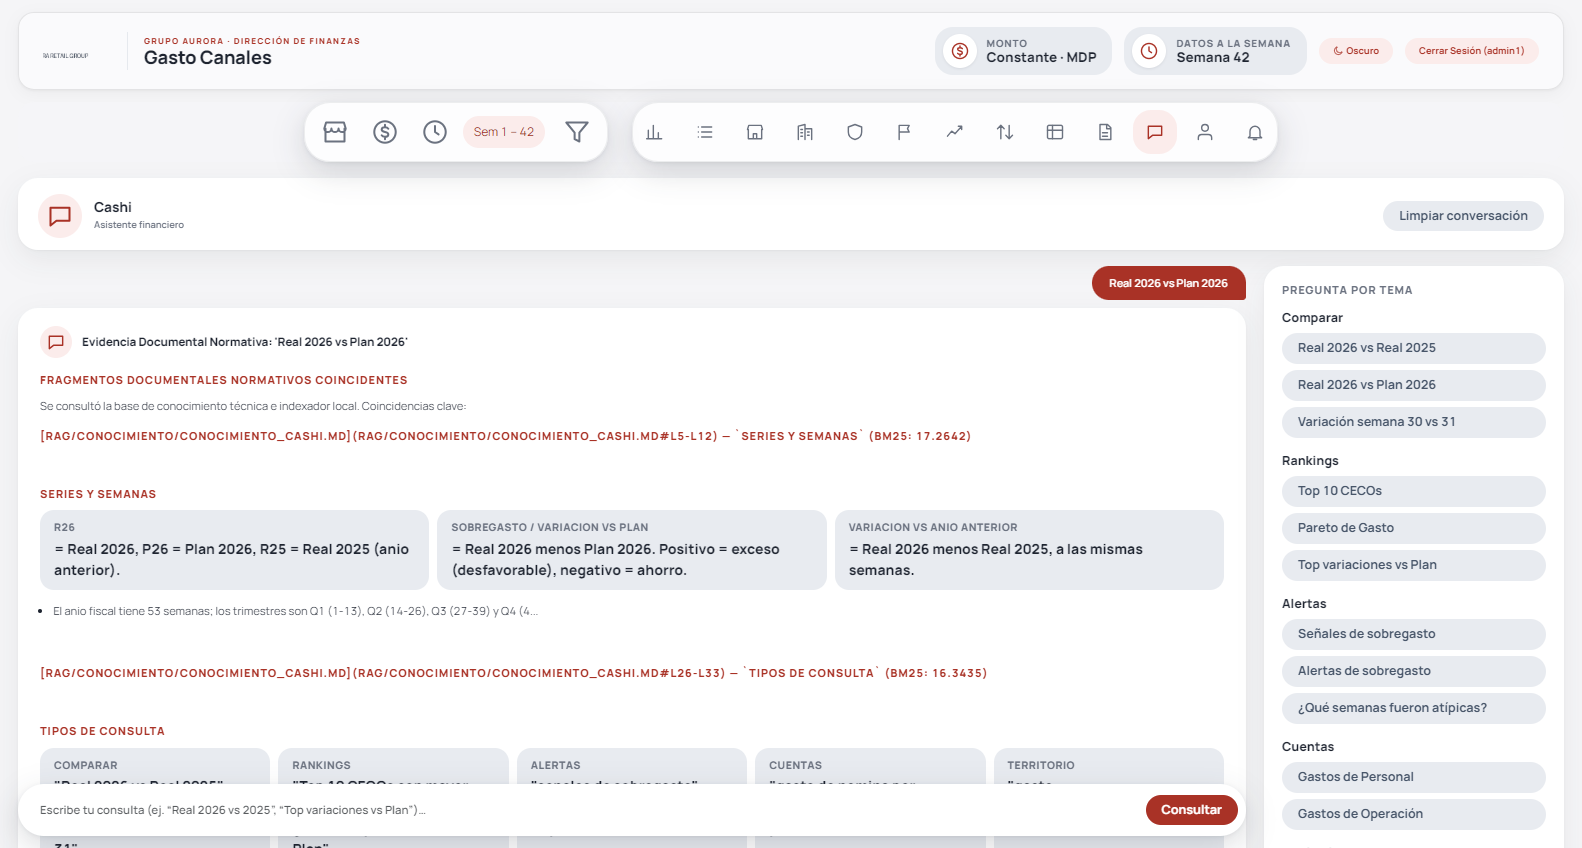 GRUPO AURORA · DIRECCIÓN DE FINANZAS
Gasto Canales
MONTO
Constante · MDP
DATOS A LA SEMANA
Semana 42
Oscuro
Cerrar Sesión (admin1)
Sem 1 – 42
Cashi
Asistente financiero
Limpiar conversación
Real 2026 vs Plan 2026
Evidencia Documental Normativa: 'Real 2026 vs Plan 2026'
FRAGMENTOS DOCUMENTALES NORMATIVOS COINCIDENTES
Se consultó la base de conocimiento técnica e indexador local. Coincidencias clave:
[RAG/CONOCIMIENTO/CONOCIMIENTO_CASHI.MD](RAG/CONOCIMIENTO/CONOCIMIENTO_CASHI.MD#L5-L12) — `SERIES Y SEMANAS` (BM25: 17.2642)
SERIES Y SEMANAS
R26
= Real 2026, P26 = Plan 2026, R25 = Real 2025 (anio
anterior).
SOBREGASTO / VARIACION VS PLAN
= Real 2026 menos Plan 2026. Positivo = exceso
(desfavorable), negativo = ahorro.
VARIACION VS ANIO ANTERIOR
= Real 2026 menos Real 2025, a las mismas
semanas.
• El anio fiscal tiene 53 semanas; los trimestres son Q1 (1-13), Q2 (14-26), Q3 (27-39) y Q4 (4...
[RAG/CONOCIMIENTO/CONOCIMIENTO_CASHI.MD](RAG/CONOCIMIENTO/CONOCIMIENTO_CASHI.MD#L26-L33) — `TIPOS DE CONSULTA` (BM25: 16.3435)
TIPOS DE CONSULTA
COMPARAR
RANKINGS
ALERTAS
CUENTAS
TERRITORIO
Escribe tu consulta (ej. “Real 2026 vs 2025”, “Top variaciones vs Plan”)...
Consultar
PREGUNTA POR TEMA
Comparar
Real 2026 vs Real 2025
Real 2026 vs Plan 2026
Variación semana 30 vs 31
Rankings
Top 10 CECOs
Pareto de Gasto
Top variaciones vs Plan
Alertas
Señales de sobregasto
Alertas de sobregasto
¿Qué semanas fueron atípicas?
Cuentas
Gastos de Personal
Gastos de Operación